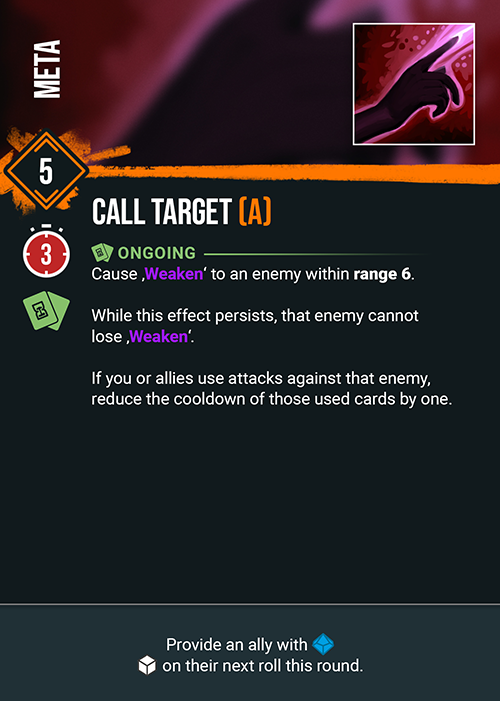 META
5
CALL TARGET (A)
3
ONGOING
Cause ‚Weaken‘ to an enemy within range 6.
While this effect persists, that enemy cannot
lose ‚Weaken‘.
If you or allies use attacks against that enemy,
reduce the cooldown of those used cards by one.
Provide an ally with
on their next roll this round.